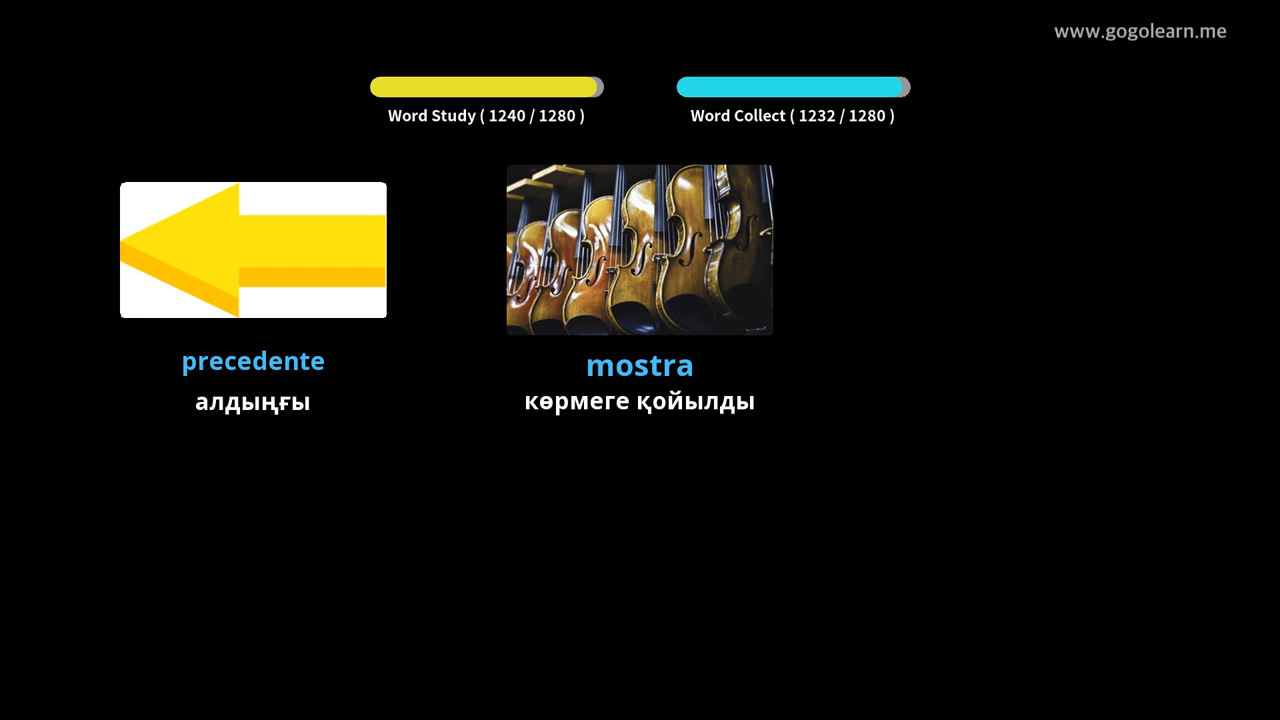 www.gogolearn.me
Word Study ( 1240 / 1280 )
Word Collect ( 1232 / 1280 )
precedente
алдыңғы
mostra
көрмеге қойылды